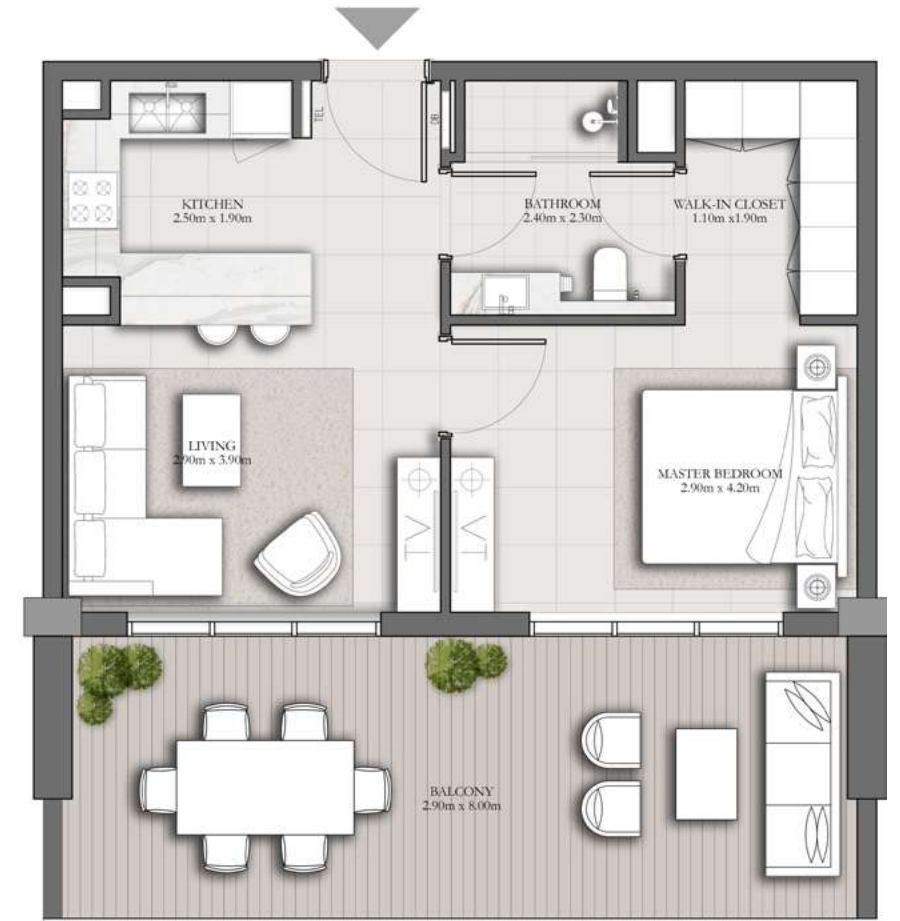 TEL
DB
KITCHEN
2.50m x 1.90m
BATHROOM
2.40m x 2.30m
WALK-IN CLOSET
1.10m x1.90m
LIVING
2.90m x 3.90m
MASTER BEDROOM
2.90m x 4.20m
TV
TV
BALCONY
2.90m x 8.00m